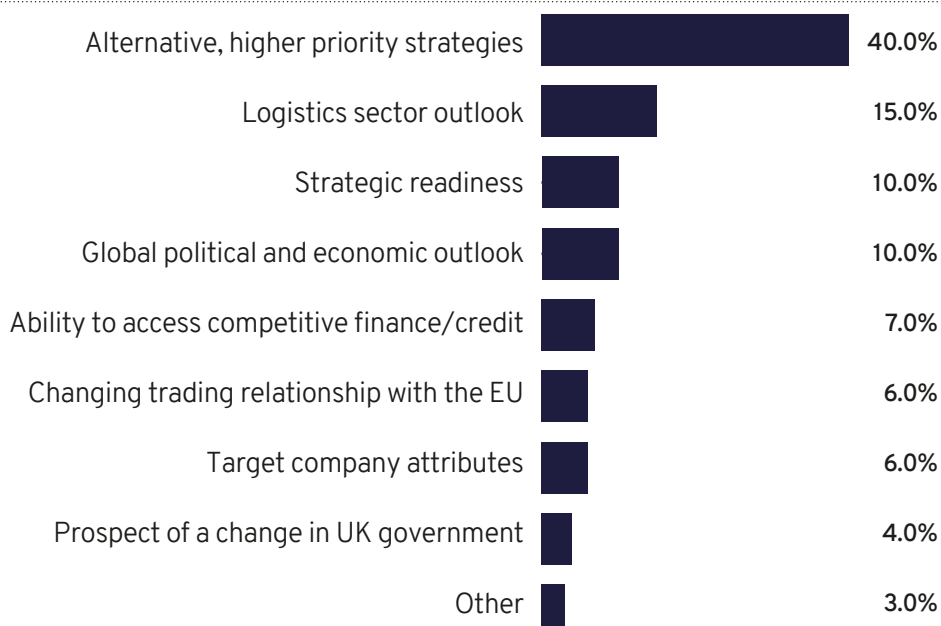 Alternative, higher priority strategies 40.0%
Logistics sector outlook 15.0%
Strategic readiness 10.0%
Global political and economic outlook 10.0%
Ability to access competitive finance/credit 7.0%
Changing trading relationship with the EU 6.0%
Target company attributes 6.0%
Prospect of a change in UK government 4.0%
Other 3.0%